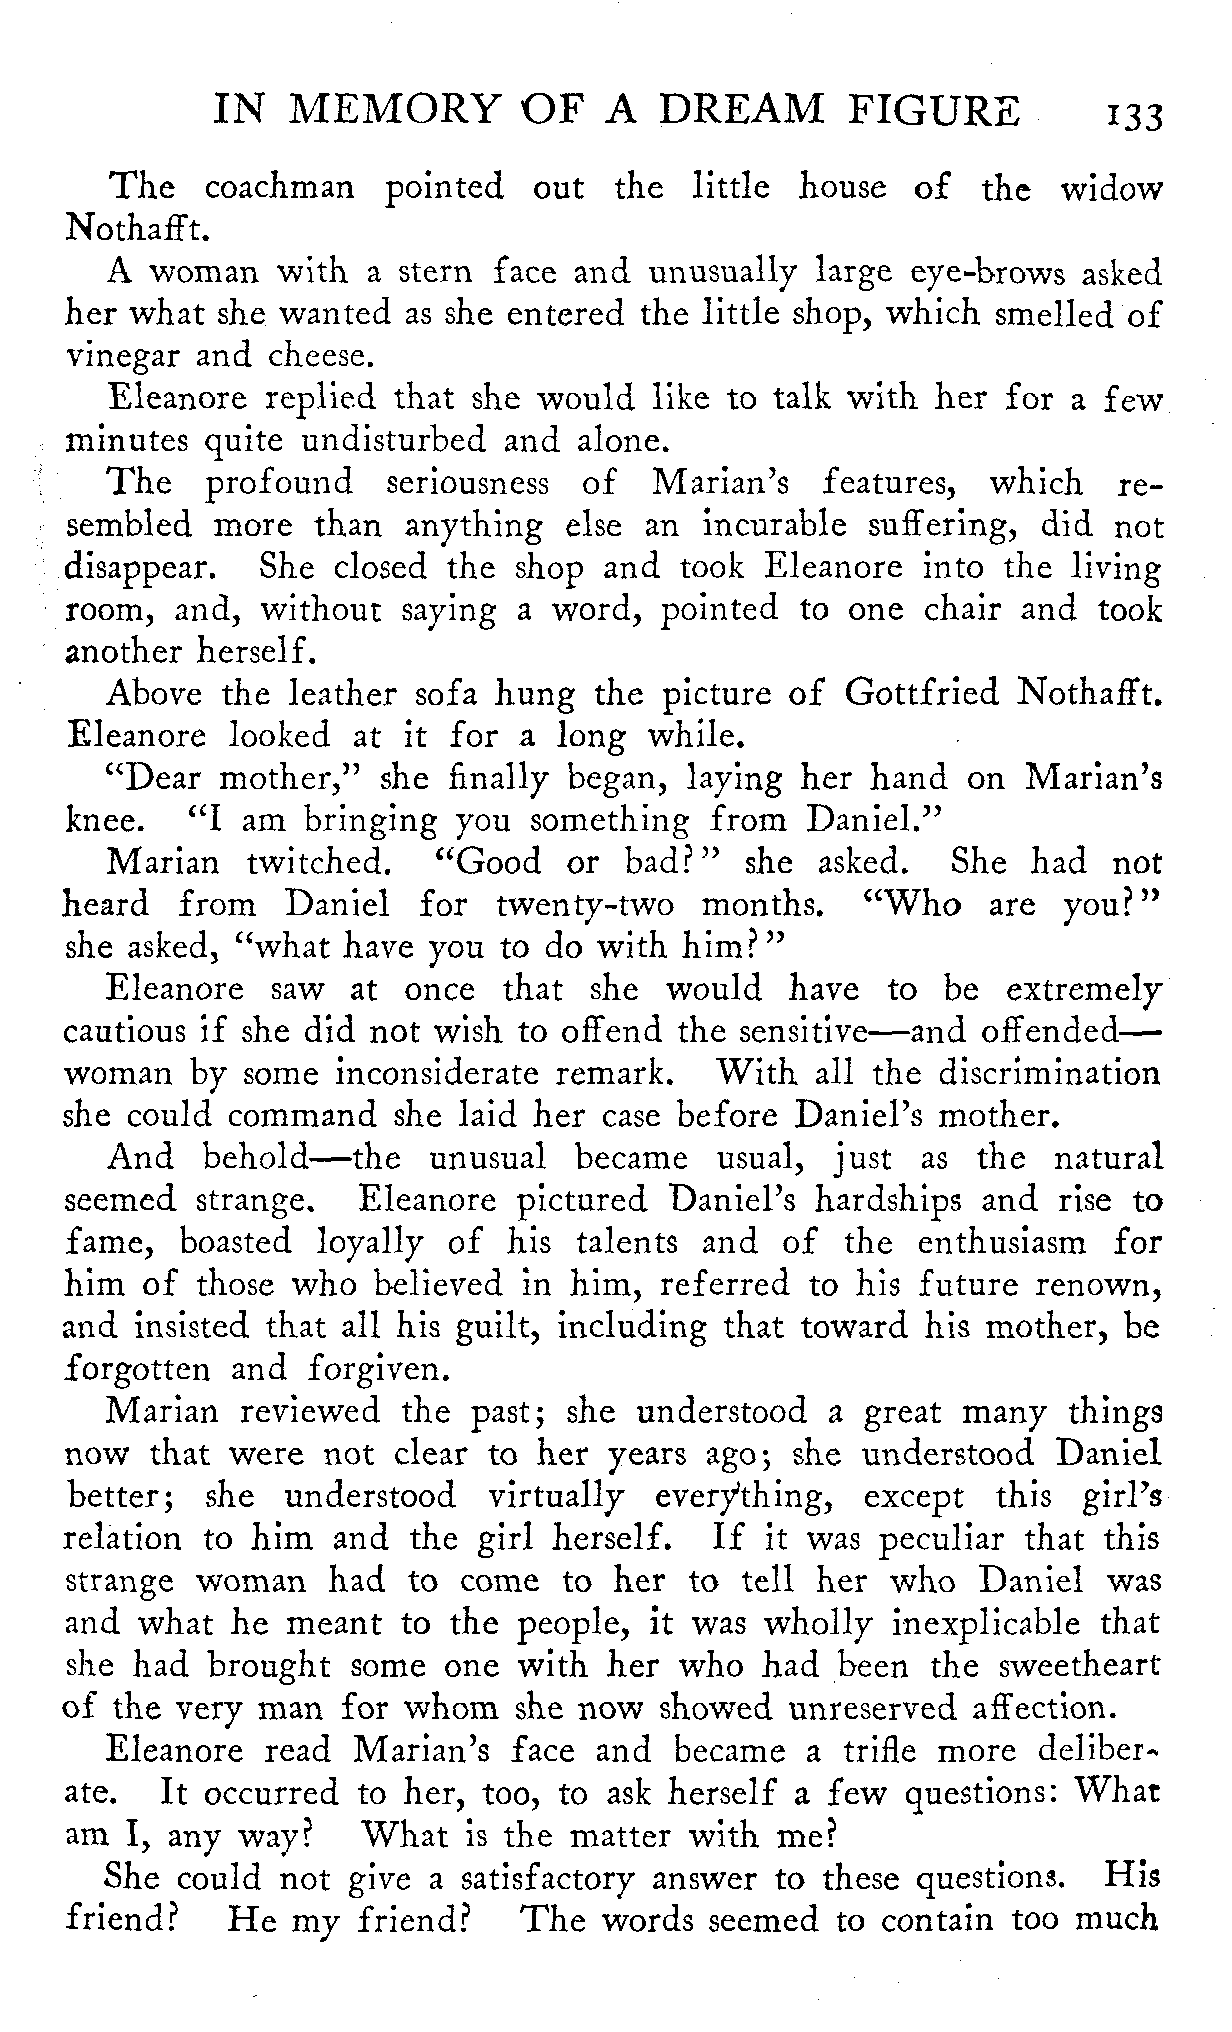 IN MEMORY OF A DREAM FIGURE 133
The coachman pointed out the little house of the widow
Nothafft.
A woman with a stern face and unusually large eye-brows asked
her what she wanted as she entered the little shop, which smelled of
vinegar and cheese.
Eleanore replied that she would like to talk with her for a few
minutes quite undisturbed and alone.
The profound seriousness of Marian's features, which re-
sembled more than anything else an incurable suffering, did not
disappear. She closed the shop and took Eleanore into the living
room, and, without saying a word, pointed to one chair and took
another herself.
Above the leather sofa hung the picture of Gottfried Nothafft.
Eleanore looked at it for a long while.
"Dear mother," she finally began, laying her hand on Marian's
knee. "I am bringing you something from Daniel."
Marian twitched. "Good or bad?" she asked. She had not
heard from Daniel for twenty-two months. "Who are you?"
she asked, "what have you to do with him?"
Eleanore saw at once that she would have to be extremely
cautious if she did not wish to offend the sensitive—and offended—
woman by some inconsiderate remark. With all the discrimination
she could command she laid her case before Daniel's mother.
And behold—the unusual became usual, just as the natural
seemed strange. Eleanore pictured Daniel's hardships and rise to
fame, boasted loyally of his talents and of the enthusiasm for
him of those who believed in him, referred to his future renown,
and insisted that all his guilt, including that toward his mother, be
forgotten and forgiven.
Marian reviewed the past; she understood a great many things
now that were not clear to her years ago; she understood Daniel
better; she understood virtually everything, except this girl's
relation to him and the girl herself. If it was peculiar that this
strange woman had to come to her to tell her who Daniel was
and what he meant to the people, it was wholly inexplicable that
she had brought some one with her who had been the sweetheart
of the very man for whom she now showed unreserved affection.
Eleanore read Marian's face and became a trifle more deliber-
ate. It occurred to her, too, to ask herself a few questions: What
am I, any way? What is the matter with me?
She could not give a satisfactory answer to these questions. His
friend? He my friend? The words seemed to contain too much